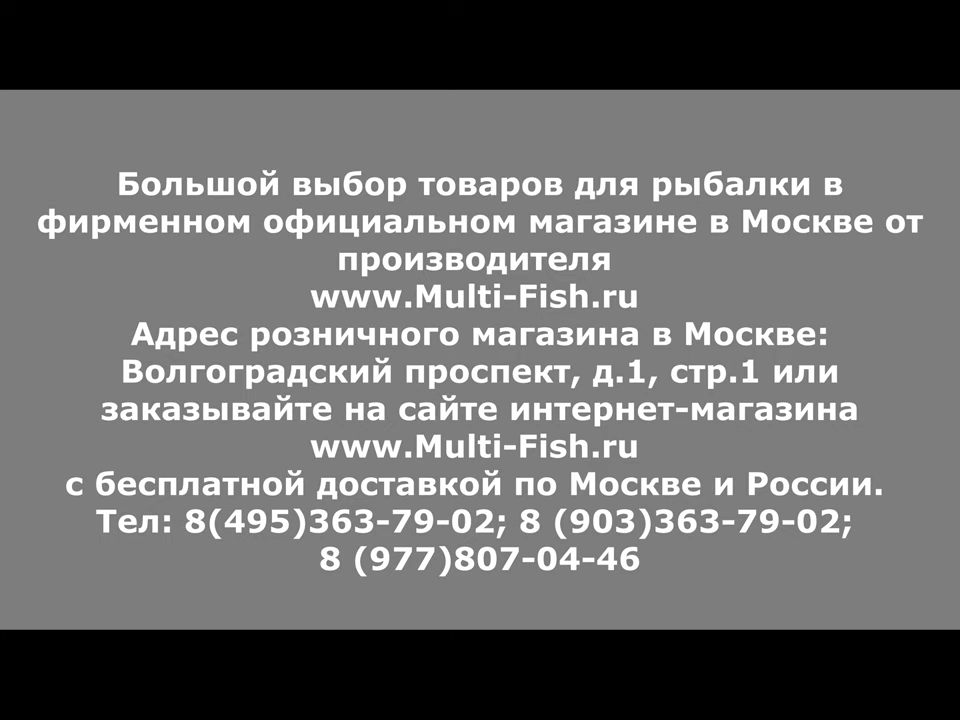 Большой выбор товаров для рыбалки в
фирменном официальном магазине в Москве от
производителя
www.Multi-Fish.ru
Адрес розничного магазина в Москве:
Волгоградский проспект, д.1, стр.1 или
заказывайте на сайте интернет-магазина
www.Multi-Fish.ru
с бесплатной доставкой по Москве и России.
Тел: 8(495)363-79-02; 8 (903)363-79-02;
8 (977)807-04-46